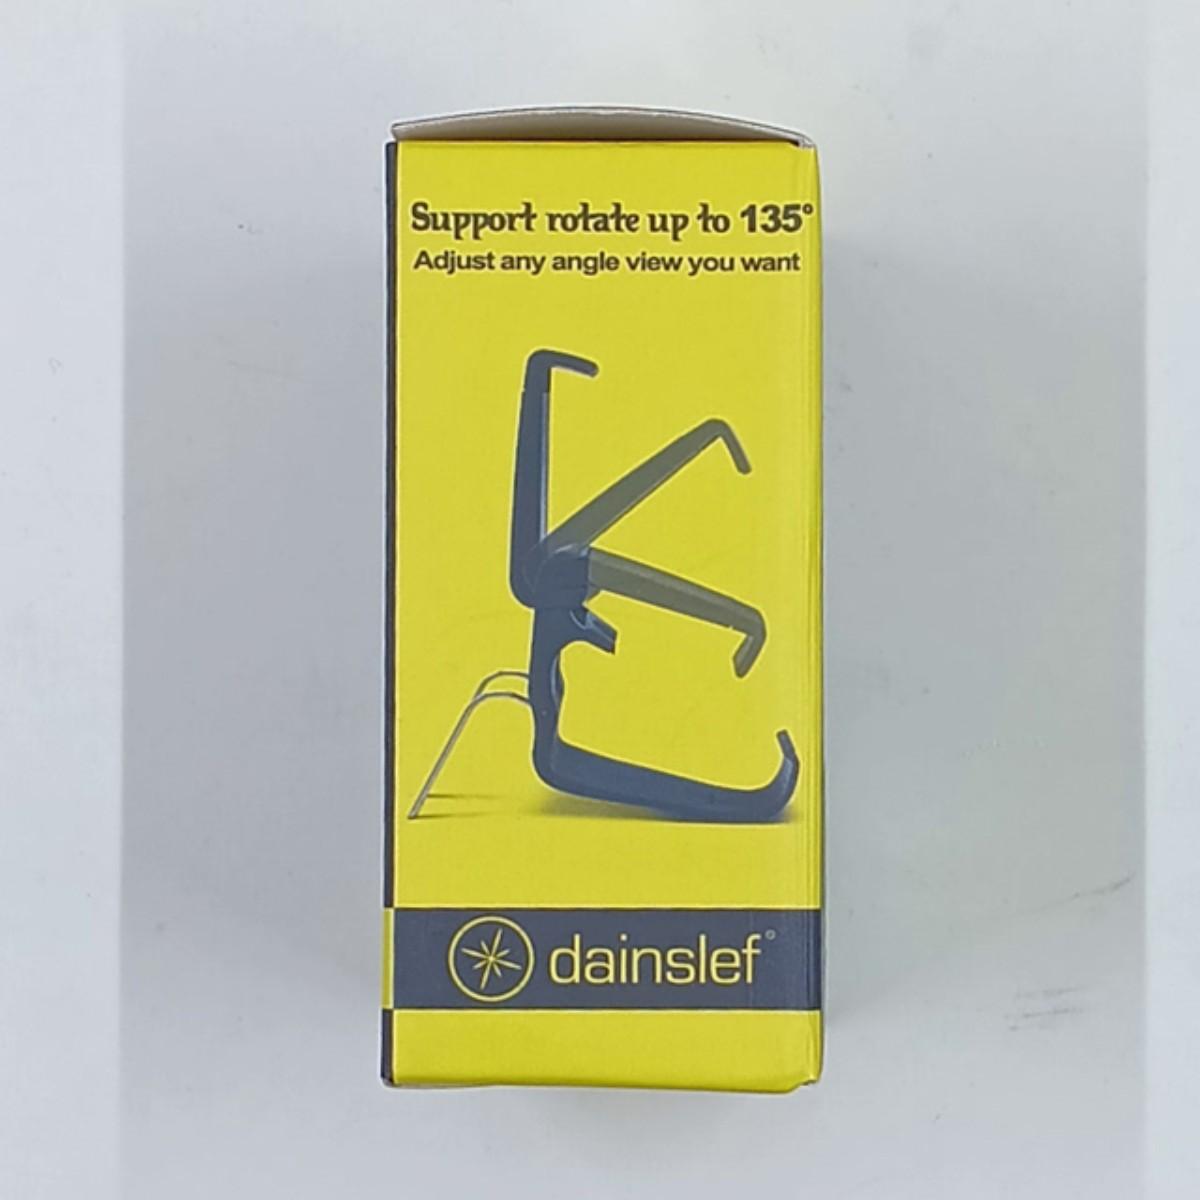 Support rotate up to 135°
Adjust any angle view you want
dainslef